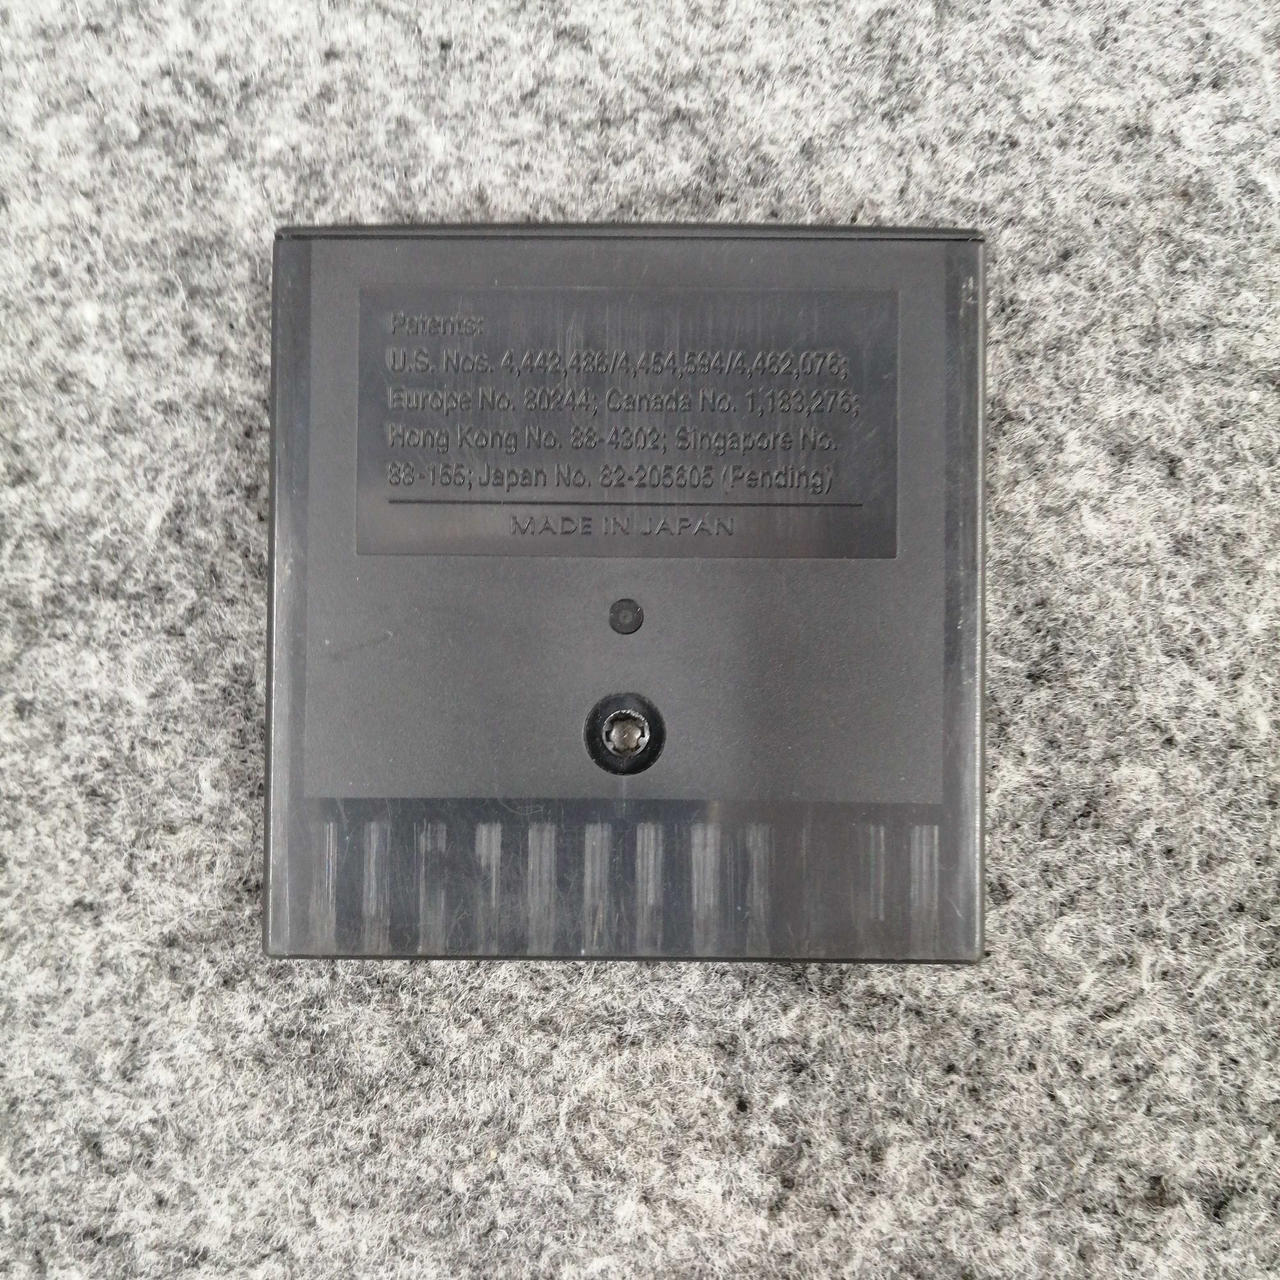 Patents:
U.S. Nos. 4,442,486/4,454,594/4,462,076;
Europe No. 80244; Canada No. 1,183,276;
Hong Kong No. 88-4302; Singapore No.
88-155; Japan No. 82-205605 (Pending)
MADE IN JAPAN